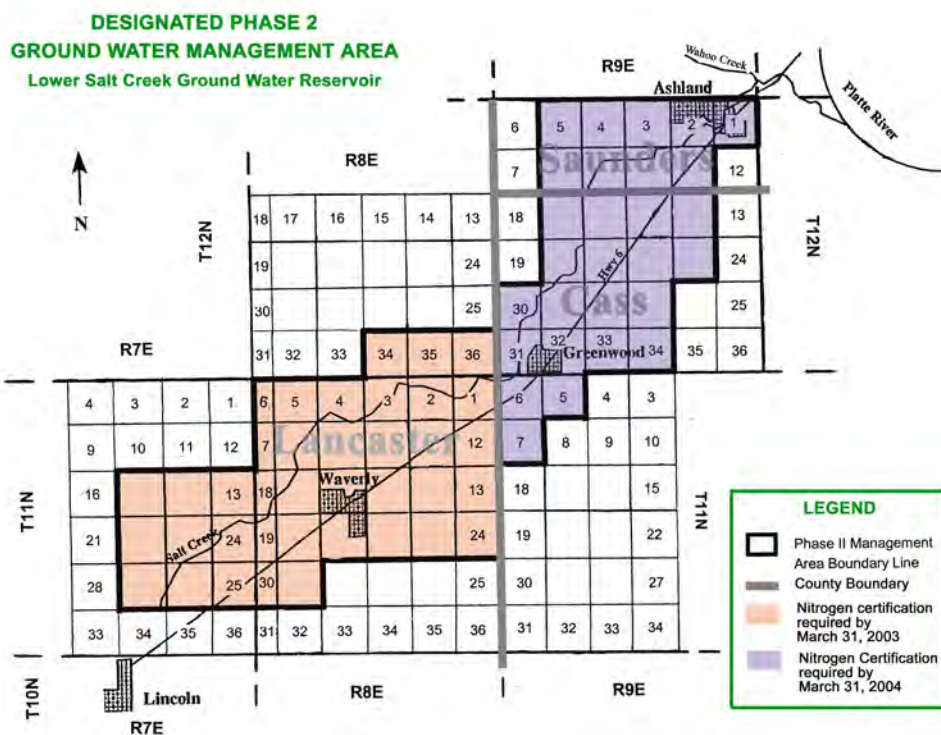 DESIGNATED PHASE 2
GROUND WATER MANAGEMENT AREA
Lower Salt Creek Ground Water Reservoir
R9E
Wahoo Creek
Ashland
Platte River
6 5 4 3 2 1
Saunders
7 12
R8E
N
T12N
18 17 16 15 14 13 18 13
T12N
19 24 19 24
Hwy 6
30 25 30 25
Cass
R7E
31 32 33 34 35 36 31 32 33 34 35 36
Greenwood
4 3 2 1 6 5 4 3 2 1 6 5 4 3
Lancaster
9 10 11 12 7 12 7 8 9 10
Waverly
16 13 18 13 18 15
T11N
T11N
21 24 19 24 19 22
Salt Creek
28 25 30 25 30 27
33 34 35 36 31 32 33 34 35 36 31 32 33 34
T10N
Lincoln
R8E
R9E
R7E
LEGEND
Phase II Management
Area Boundary Line
County Boundary
Nitrogen certification
required by
March 31, 2003
Nitrogen Certification
required by
March 31, 2004